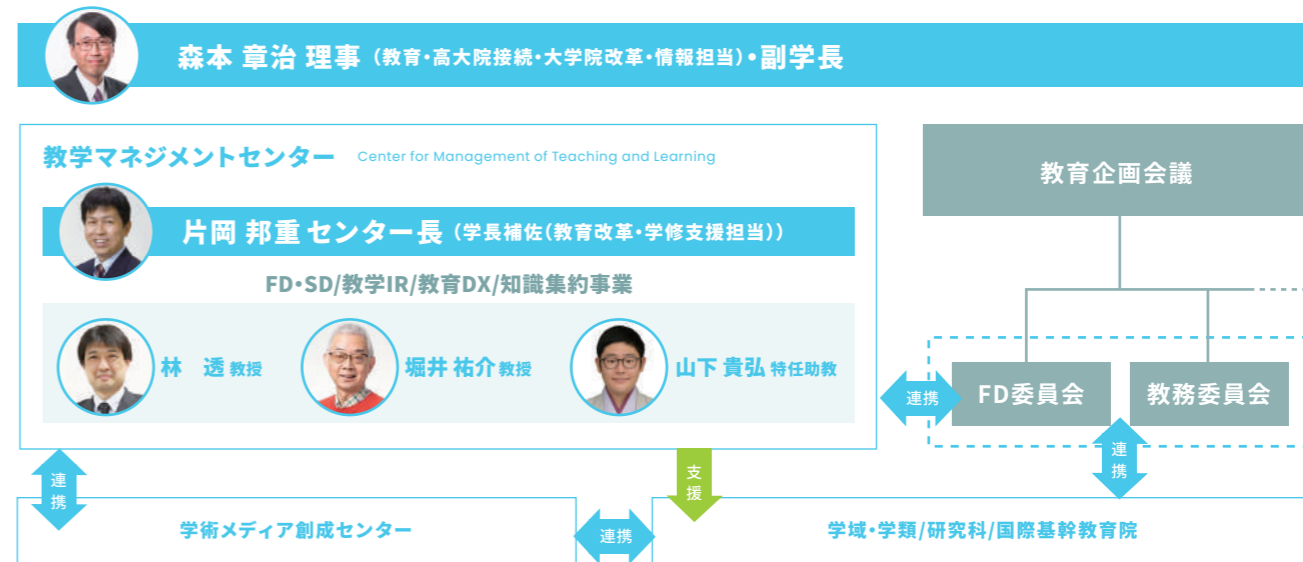 森本 章治 理事（教育・高大院接続・大学院改革・情報担当）・副学長
教学マネジメントセンター Center for Management of Teaching and Learning
片岡 邦重 センター長（学長補佐（教育改革・学修支援担当））
FD・SD/教学IR/教育DX/知識集約事業
林 透 教授
堀井 祐介 教授
山下 貴弘 特任助教
教育企画会議
連携
FD委員会
教務委員会
連携
連携
支援
学術メディア創成センター
連携
学域・学類/研究科/国際基幹教育院